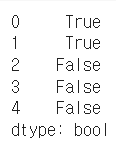 0     True
1     True
2    False
3    False
4    False
dtype: bool